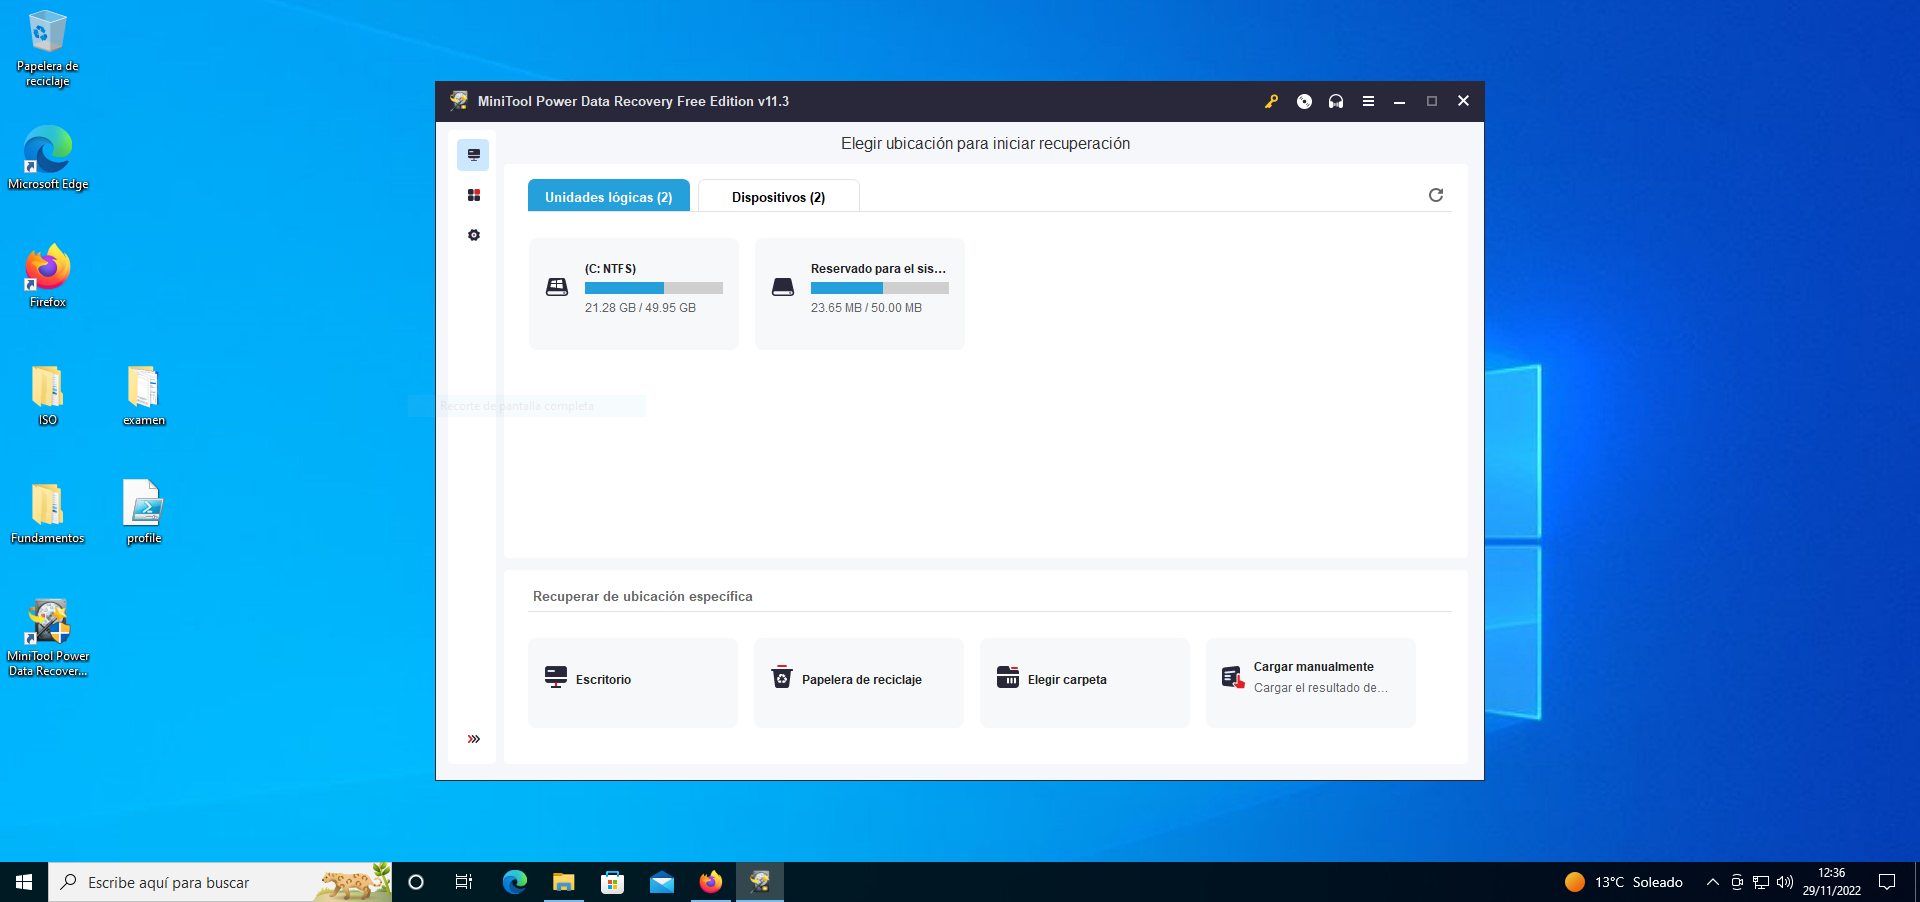 Papelera de
reciclaje
Microsoft Edge
Firefox
ISO
examen
Fundamentos
profile
MiniTool Power
Data Recover...
MiniTool Power Data Recovery Free Edition v11.3
Elegir ubicación para iniciar recuperación
Unidades lógicas (2)
Dispositivos (2)
(C: NTFS)
21.28 GB / 49.95 GB
Reservado para el sis...
23.65 MB / 50.00 MB
Recorte de pantalla completa
Recuperar de ubicación específica
Escritorio
Papelera de reciclaje
Elegir carpeta
Cargar manualmente
Cargar el resultado de...
Escribe aquí para buscar
13°C Soleado
12:36
29/11/2022